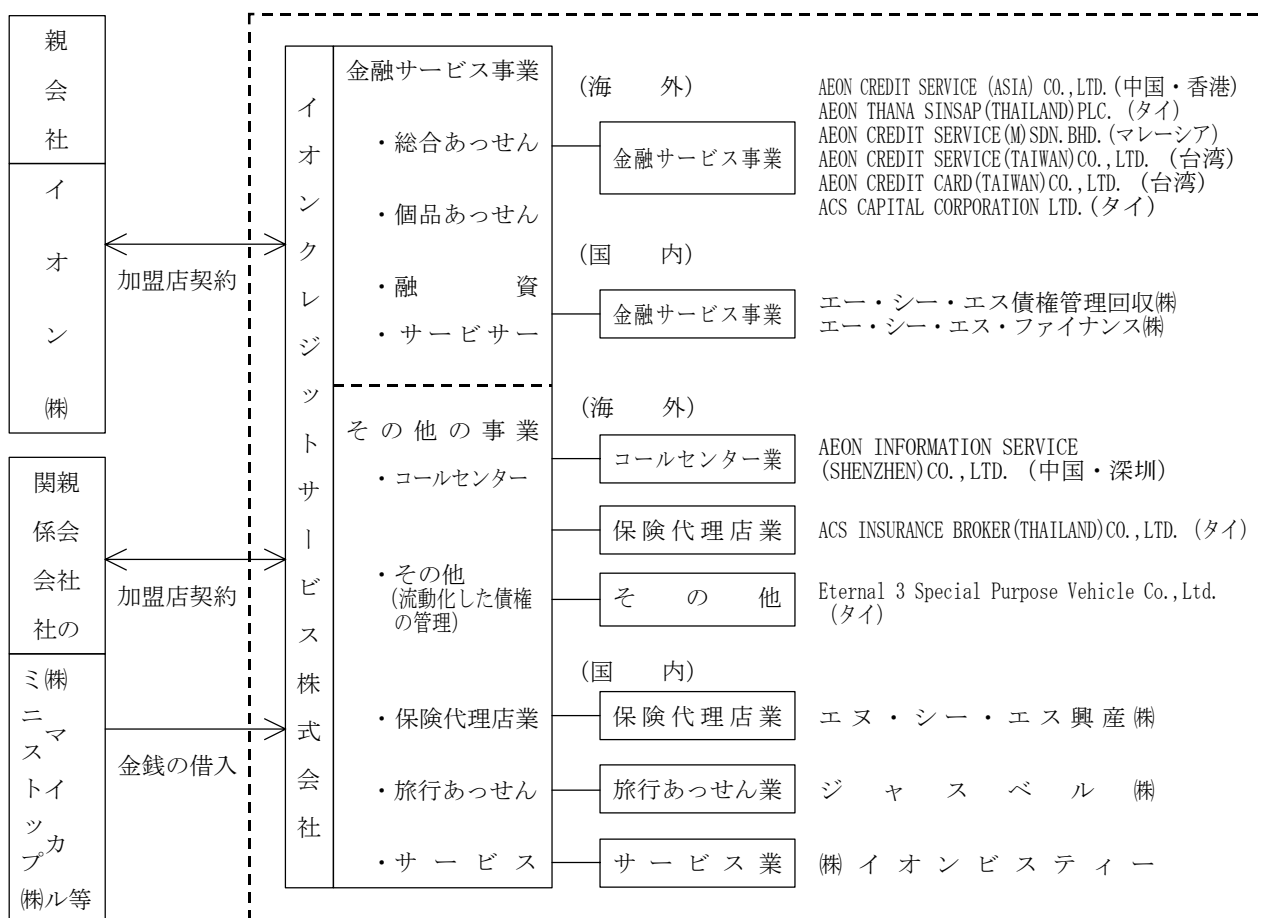 親会社
イオン㈱
加盟店契約
親会社の
関係会社
加盟店契約
㈱マイカル等
ミニストップ㈱
金銭の借入
イオンクレジットサービス株式会社
金融サービス事業
・総合あっせん
・個品あっせん
・融資
・サービサー
(海 外)
金融サービス事業
AEON CREDIT SERVICE (ASIA) CO.,LTD.(中国・香港)
AEON THANA SINSAP(THAILAND)PLC. (タイ)
AEON CREDIT SERVICE(M)SDN.BHD.(マレーシア)
AEON CREDIT SERVICE(TAIWAN)CO.,LTD. (台湾)
AEON CREDIT CARD(TAIWAN)CO.,LTD. (台湾)
ACS CAPITAL CORPORATION LTD.(タイ)
(国 内)
金融サービス事業
エー・シー・エス債権管理回収㈱
エー・シー・エス・ファイナンス㈱
その他の事業
・コールセンター
・その他
(流動化した債権
の管理)
・保険代理店業
・旅行あっせん
・サービス
(海 外)
コールセンター業
AEON INFORMATION SERVICE
(SHENZHEN)CO.,LTD. (中国・深圳)
保険代理店業
ACS INSURANCE BROKER(THAILAND)CO.,LTD. (タイ)
その他
Eternal 3 Special Purpose Vehicle Co.,Ltd.
(タイ)
(国 内)
保険代理店業
エヌ・シー・エス興産㈱
旅行あっせん業
ジャスベル㈱
サービス業
㈱イオンビスティー